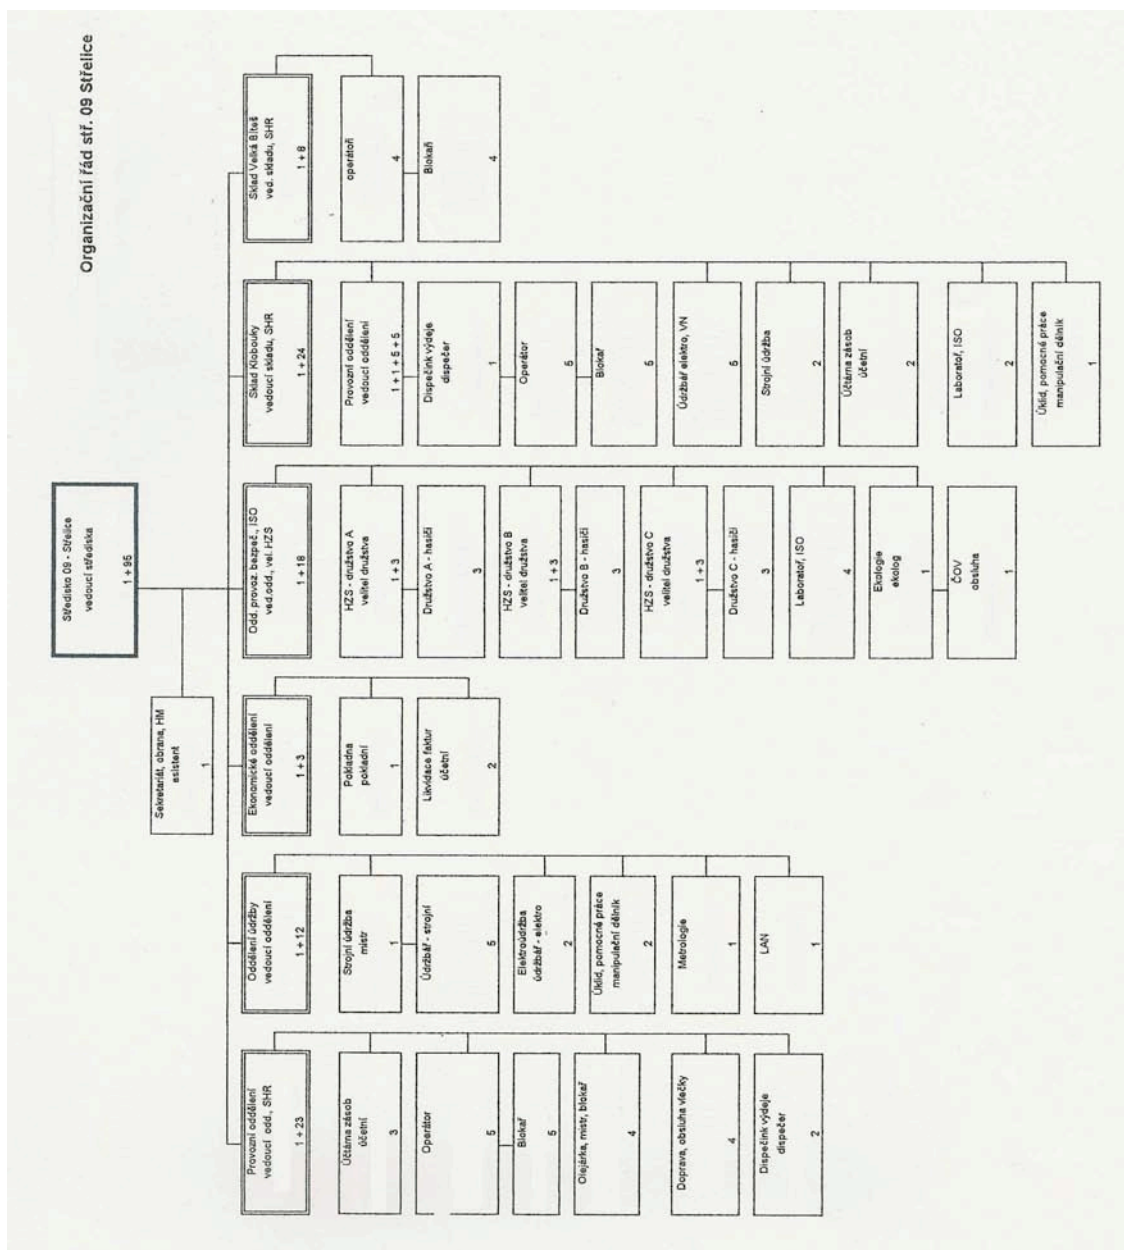 Organizační řád stř. 09 Střelice
Středisko 09 - Střelice
vedoucí střediska
1 + 95
Sekretariát, obrana, HM
asistent
1
Provozní oddělení
vedoucí odd., SHR
1 + 23
Účtárna zásob
účetní
3
Operátor
5
Blokař
5
Olejárka, mistr, blokař
4
Doprava, obsluha vlečky
4
Dispečink výdeje
dispečer
2
Oddělení údržby
vedoucí oddělení
1 + 12
Strojní údržba
mistr
1
Údržbář - strojní
5
Elektroúdržba
údržbář - elektro
2
Úklid, pomocné práce
manipulační dělník
2
Metrologie
1
LAN
1
Ekonomické oddělení
vedoucí oddělení
1 + 3
Pokladna
pokladní
1
Likvidace faktur
účetní
2
Odd. provoz. bezpeč., ISO
ved.odd., vel. HZS
1 + 18
HZS - družstvo A
velitel družstva
1 + 3
Družstvo A - hasiči
3
HZS - družstvo B
velitel družstva
1 + 3
Družstvo B - hasiči
3
HZS - družstvo C
velitel družstva
1 + 3
Družstvo C - hasiči
3
Laboratoř, ISO
4
Ekologie
ekolog
1
ČOV
obsluha
1
Sklad Klobouky
vedoucí skladu, SHR
1 + 24
Provozní oddělení
vedoucí oddělení
1 + 1 + 5 + 5
Dispečink výdeje
dispečer
1
Operátor
5
Blokař
5
Údržbář elektro, VN
5
Strojní údržba
2
Účtárna zásob
účetní
2
Laboratoř, ISO
2
Úklid, pomocné práce
manipulační dělník
1
Sklad Velká Bíteš
ved. skladu, SHR
1 + 8
operátoři
4
Blokaři
4